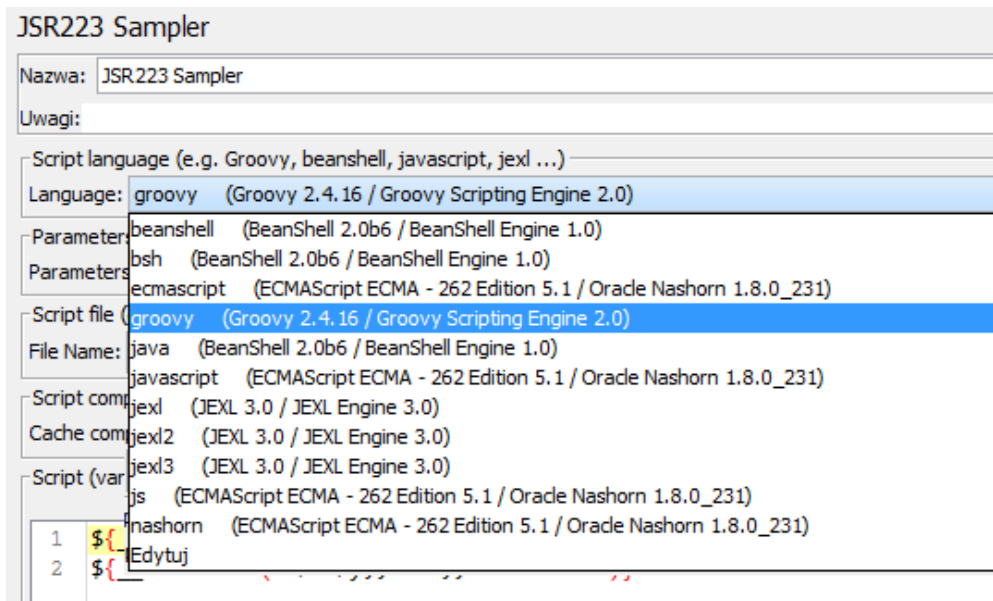 JSR223 Sampler
Nazwa: JSR223 Sampler
Uwagi:
Script language (e.g. Groovy, beanshell, javascript, jexl ...)
Language: groovy (Groovy 2.4.16 / Groovy Scripting Engine 2.0)
beanshell (BeanShell 2.0b6 / BeanShell Engine 1.0)
Parameters
bsh (BeanShell 2.0b6 / BeanShell Engine 1.0)
Parameters
ecmascript (ECMAScript ECMA - 262 Edition 5.1 / Oracle Nashorn 1.8.0_231)
Script file (
groovy (Groovy 2.4.16 / Groovy Scripting Engine 2.0)
File Name:
java (BeanShell 2.0b6 / BeanShell Engine 1.0)
javascript (ECMAScript ECMA - 262 Edition 5.1 / Oracle Nashorn 1.8.0_231)
Script comp
jexl (JEXL 3.0 / JEXL Engine 3.0)
Cache com
jexl2 (JEXL 3.0 / JEXL Engine 3.0)
jexl3 (JEXL 3.0 / JEXL Engine 3.0)
Script (var
js (ECMAScript ECMA - 262 Edition 5.1 / Oracle Nashorn 1.8.0_231)
nashorn (ECMAScript ECMA - 262 Edition 5.1 / Oracle Nashorn 1.8.0_231)
1 ${_
Edytuj
2 ${__